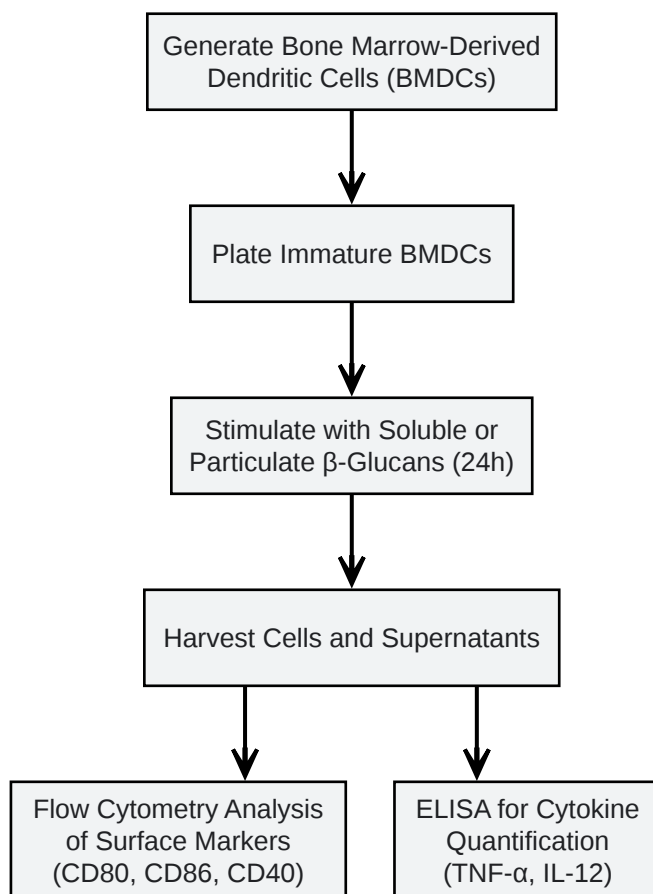 Generate Bone Marrow-Derived
Dendritic Cells (BMDCs)
Plate Immature BMDCs
Stimulate with Soluble or
Particulate β-Glucans (24h)
Harvest Cells and Supernatants
Flow Cytometry Analysis
of Surface Markers
(CD80, CD86, CD40)
ELISA for Cytokine
Quantification
(TNF-α, IL-12)